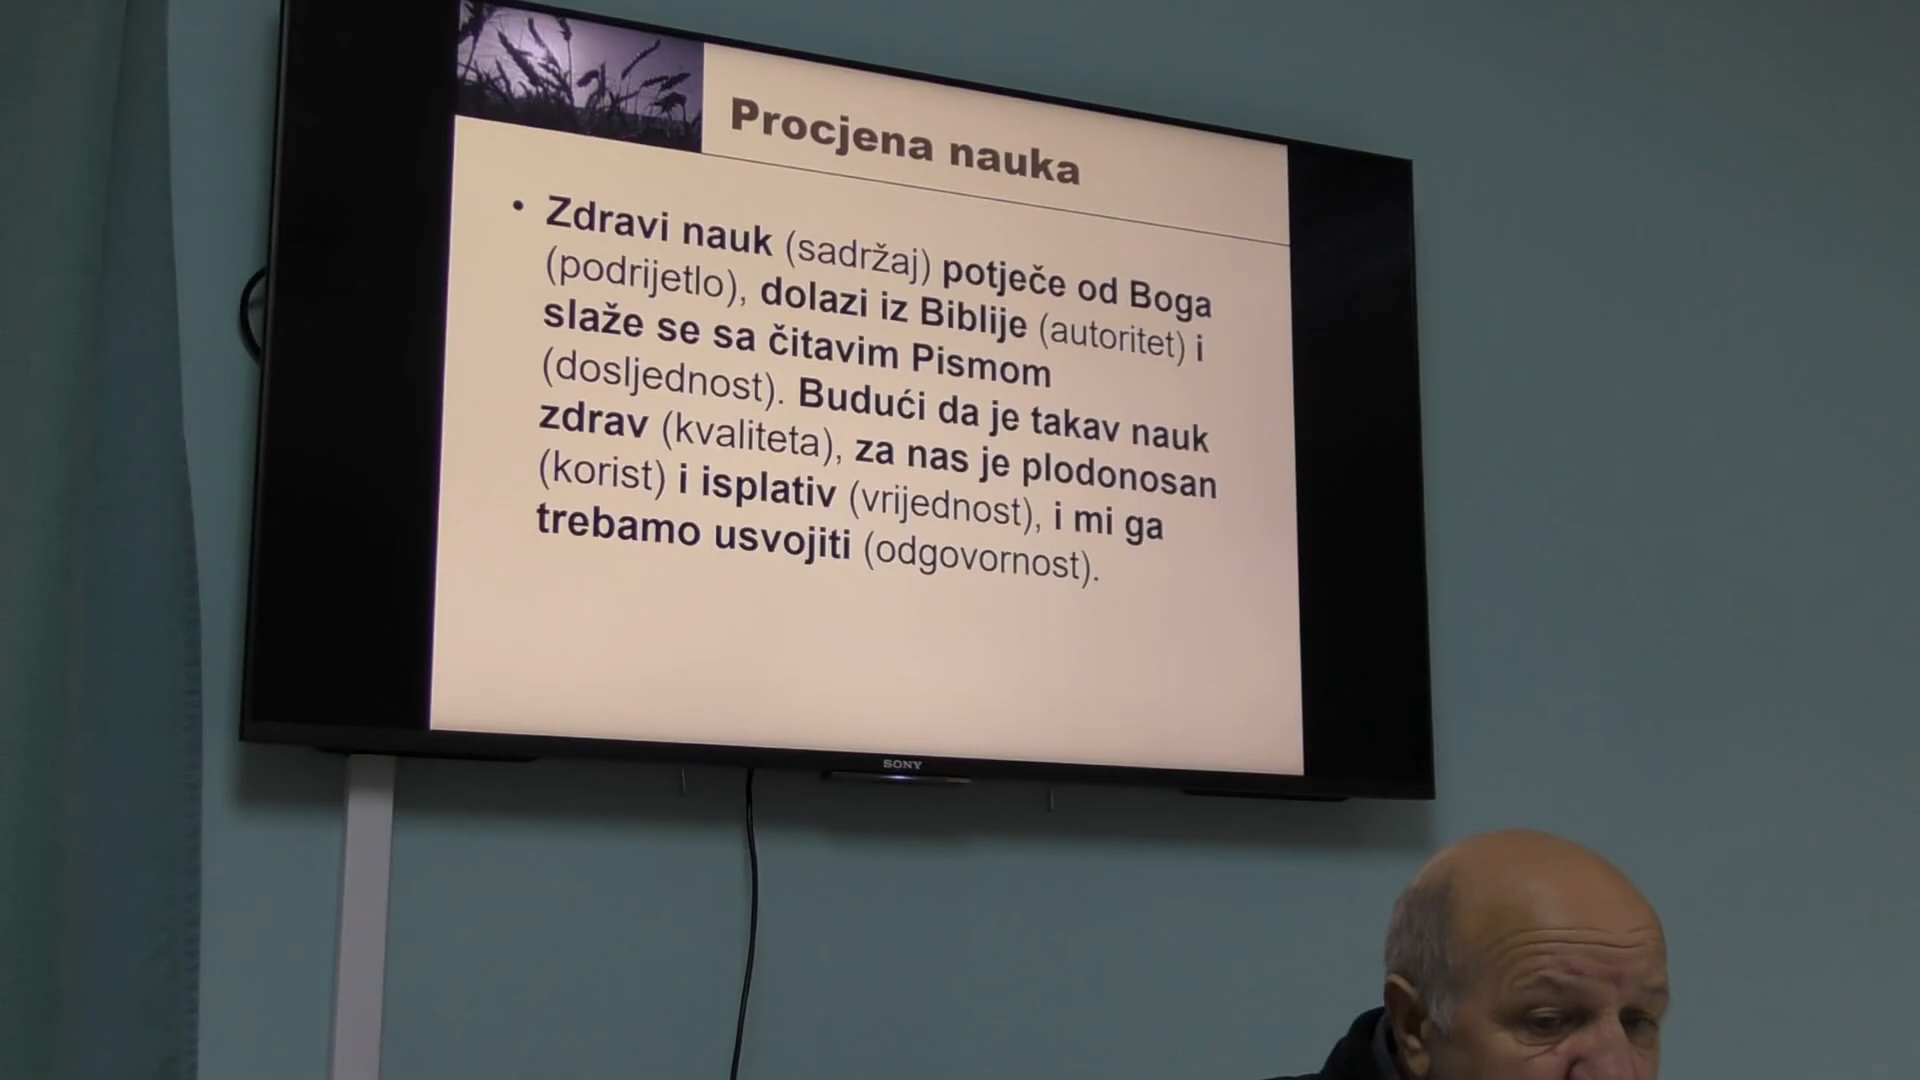 Procjena nauka
• Zdravi nauk (sadržaj) potječe od Boga
(podrijetlo), dolazi iz Biblije (autoritet) i
slaže se sa čitavim Pismom
(dosljednost). Budući da je takav nauk
zdrav (kvaliteta), za nas je plodonosan
(korist) i isplativ (vrijednost), i mi ga
trebamo usvojiti (odgovornost).
SONY